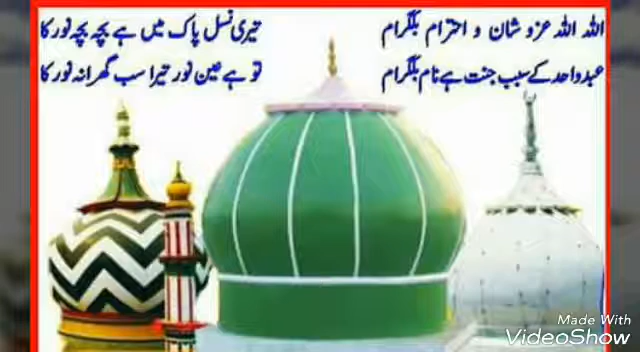 اللہ اللہ عز و شان و احترام بلگرام
عبد واحد کے سبب جنت ہے نام بلگرام
تیری نسل پاک میں ہے بچہ بچہ نور کا
تو ہے عین نور تیرا سب گھرانہ نور کا
Made With
VideoShow